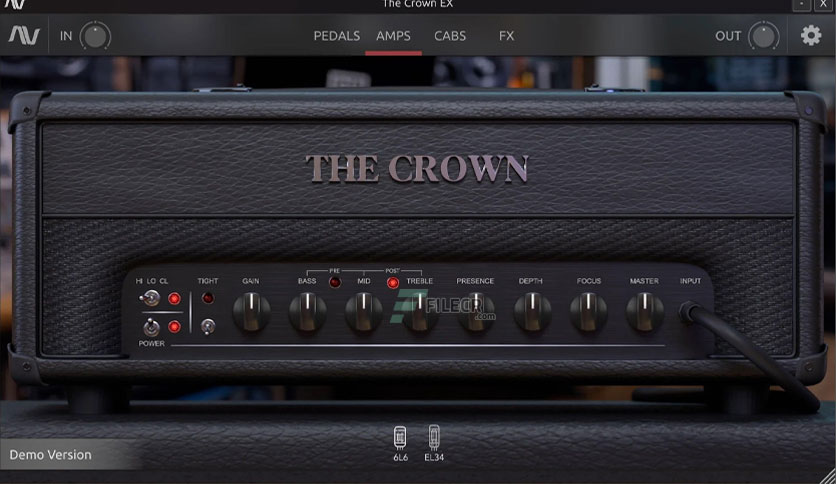 The Crown EX
- X
IN PEDALS AMPS CABS FX OUT
THE CROWN
PRE POST
HI LO CL TIGHT GAIN BASS MID TREBLE PRESENCE DEPTH FOCUS MASTER INPUT
FILECR
.com
POWER
6L6 EL34
Demo Version